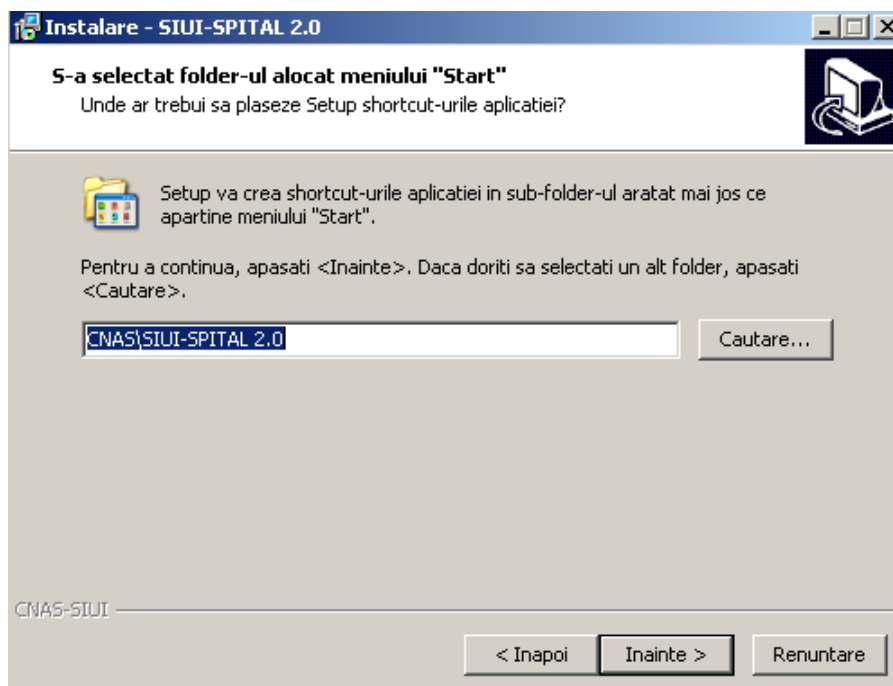 Instalare - SIUI-SPITAL 2.0
S-a selectat folder-ul alocat meniului "Start"
Unde ar trebui sa plaseze Setup shortcut-urile aplicatiei?
Setup va crea shortcut-urile aplicatiei in sub-folder-ul aratat mai jos ce
apartine meniului "Start".
Pentru a continua, apasati <Inainte>. Daca doriti sa selectati un alt folder, apasati
<Cautare>.
CNAS\SIUI-SPITAL 2.0
Cautare...
CNAS-SIUI
< Inapoi
Inainte >
Renuntare